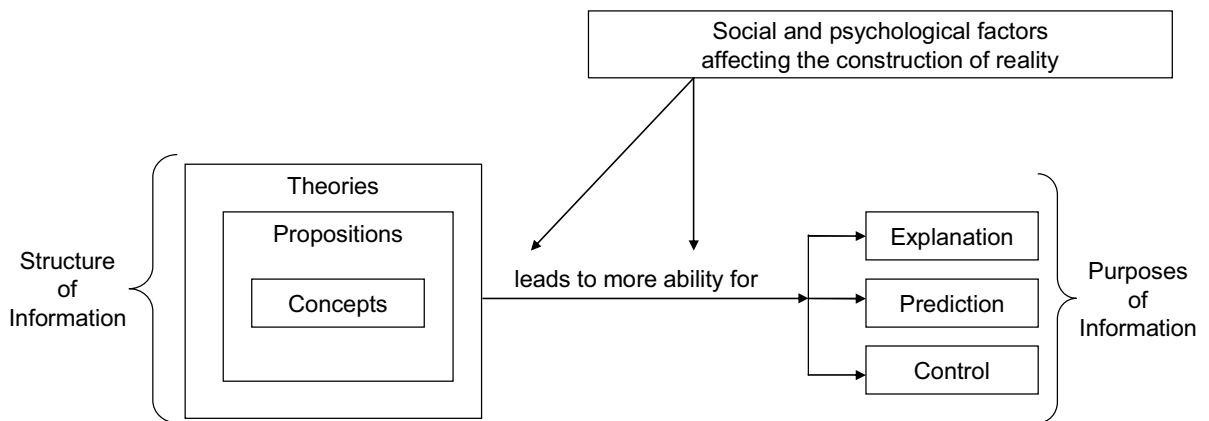 Social and psychological factors
affecting the construction of reality
Structure
of
Information
Theories
Propositions
Concepts
leads to more ability for
Explanation
Prediction
Control
Purposes
of
Information